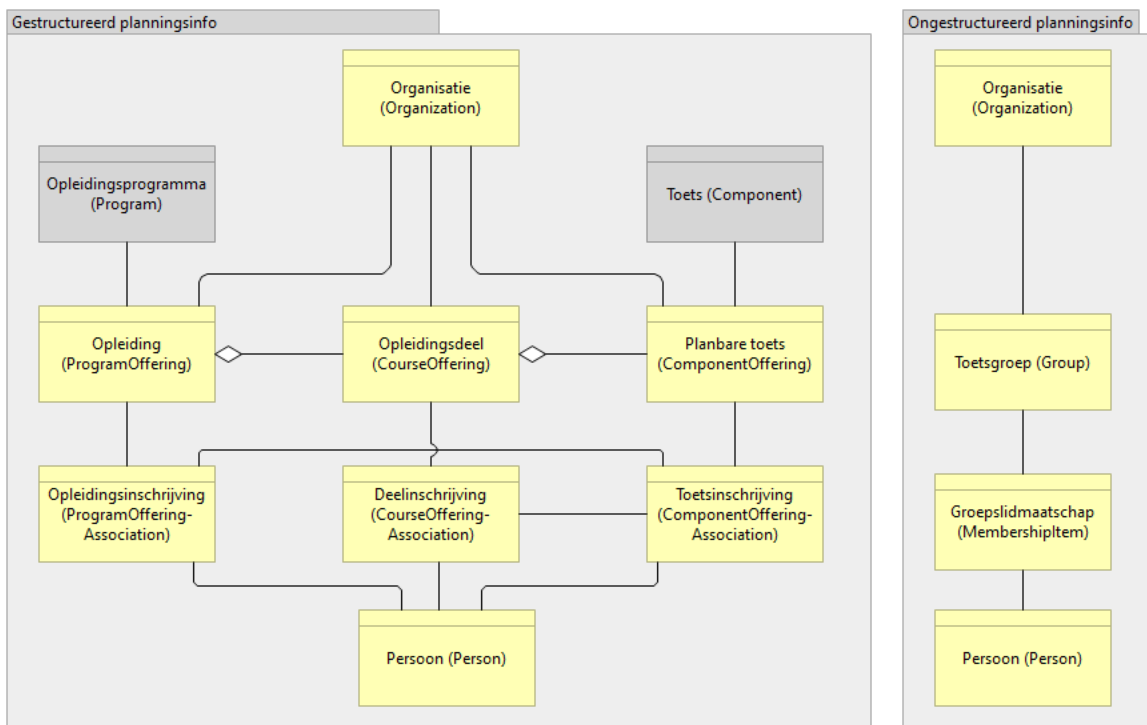 Gestructureerd planningsinfo
Organisatie
(Organization)
Opleidingsprogramma
(Program)
Toets (Component)
Opleiding
(ProgramOffering)
Opleidingsdeel
(CourseOffering)
Planbare toets
(ComponentOffering)
Opleidingsinschrijving
(ProgramOffering-
Association)
Deelinschrijving
(CourseOffering-
Association)
Toetsinschrijving
(ComponentOffering-
Association)
Persoon (Person)
Ongestructureerd planningsinfo
Organisatie
(Organization)
Toetsgroep (Group)
Groepslidmaatschap
(MembershipItem)
Persoon (Person)